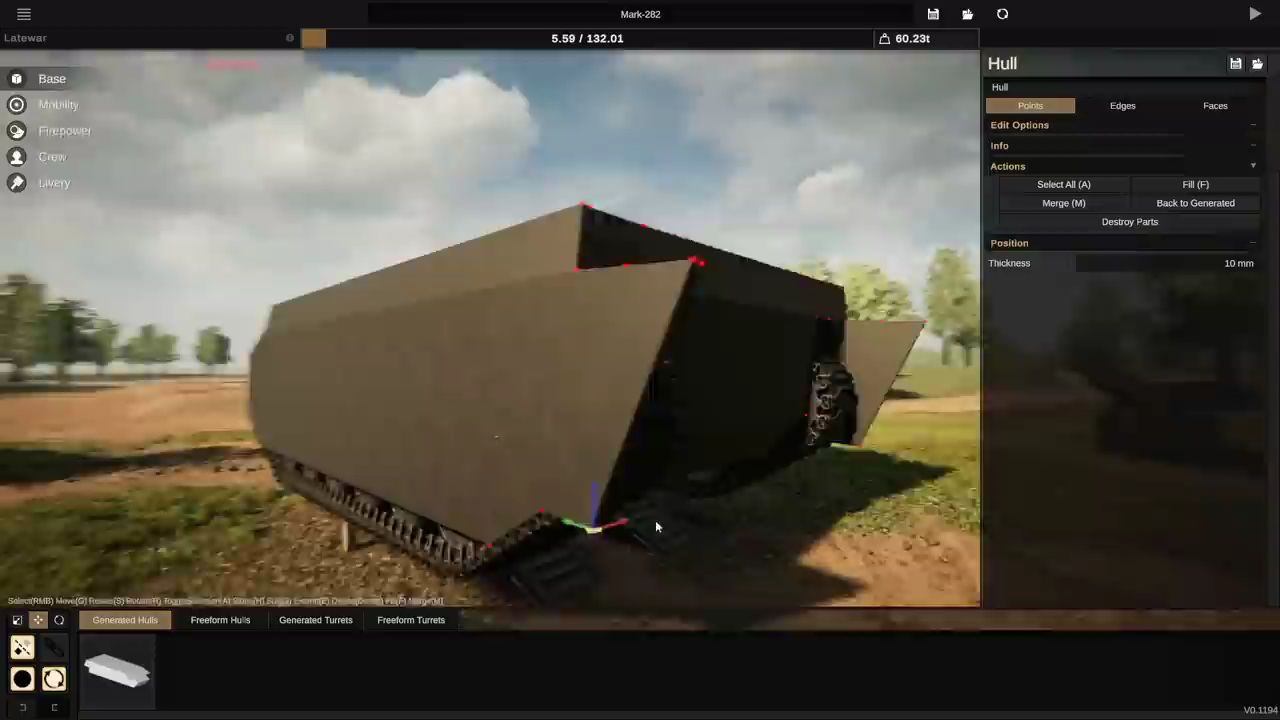 Mark-282
Latewar
5.59 / 132.01
60.23t
Base
Mobility
Firepower
Crew
Livery
Hull
Hull
Points Edges Faces
Edit Options
Info
Actions
Select All (A) Fill (F)
Merge (M) Back to Generated
Destroy Parts
Position
Thickness 10 mm
Generated Hulls Freeform Hulls Generated Turrets Freeform Turrets
V0.1194